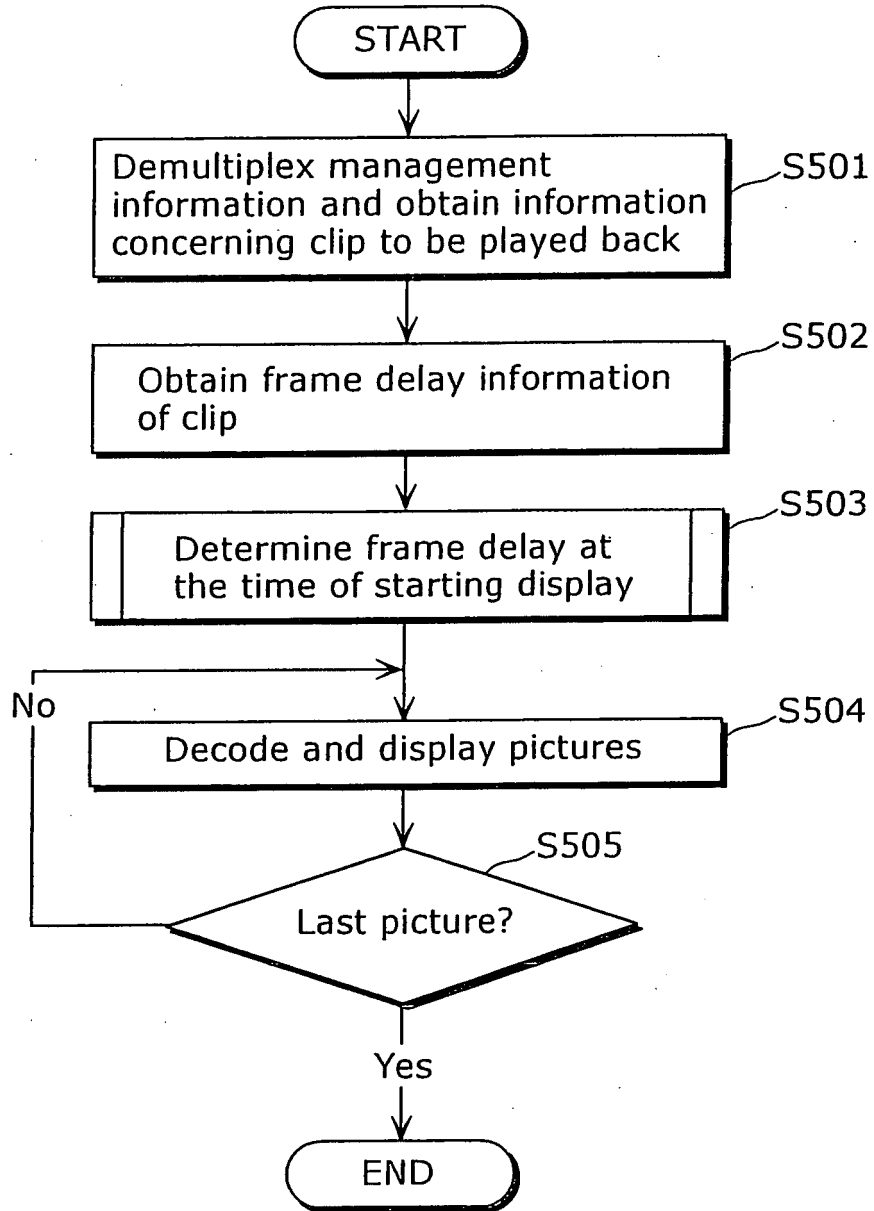 START
Demultiplex management
information and obtain information
concerning clip to be played back
S501
Obtain frame delay information
of clip
S502
Determine frame delay at
the time of starting display
S503
No
Decode and display pictures
S504
Last picture?
S505
Yes
END